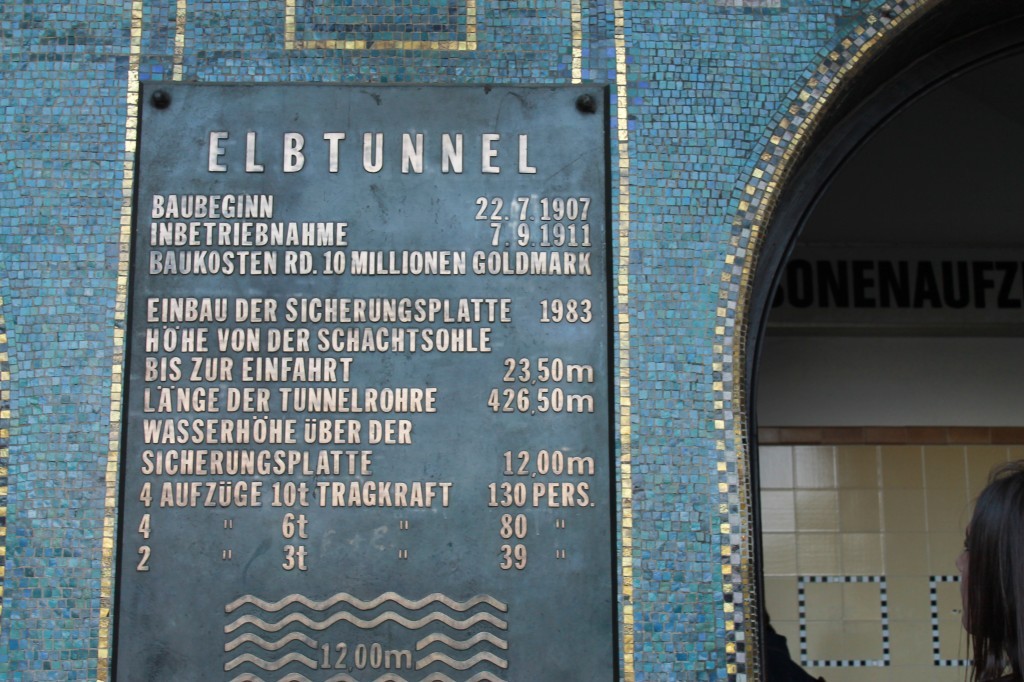 ELBTUNNEL
BAUBEGINN 22. 7. 1907
INBETRIEBNAHME 7. 9. 1911
BAUKOSTEN RD. 10 MILLIONEN GOLDMARK
EINBAU DER SICHERUNGSPLATTE 1983
HÖHE VON DER SCHACHTSOHLE
BIS ZUR EINFAHRT 23,50m
LÄNGE DER TUNNELROHRE 426,50m
WASSERHÖHE ÜBER DER
SICHERUNGSPLATTE 12,00m
4 AUFZÜGE 10t TRAGKRAFT 130 PERS.
4 " 6t " 80 "
2 " 3t " 39 "
12 00m
SONENAUFZ